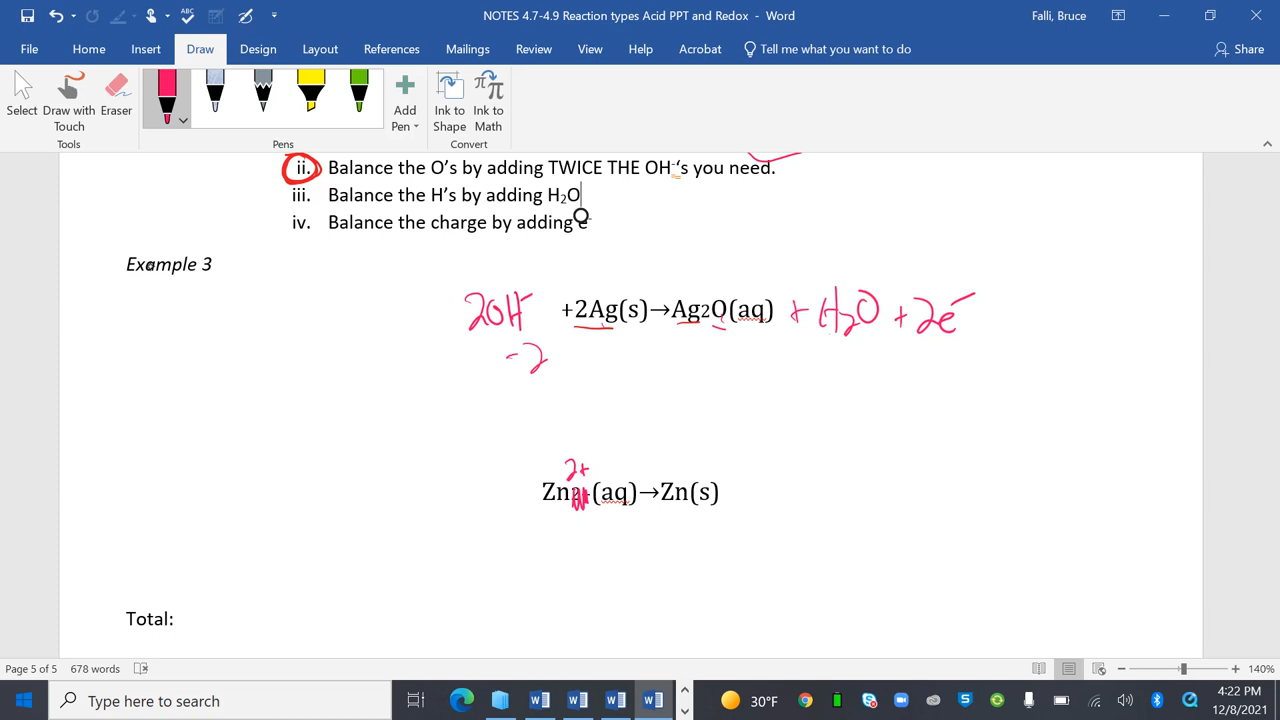 NOTES 4.7-4.9 Reaction types Acid PPT and Redox - Word
Falli, Bruce
File Home Insert Draw Design Layout References Mailings Review View Help Acrobat Tell me what you want to do Share
Select Draw with Touch Eraser Add Pen Ink to Shape Ink to Math
Tools Pens Convert
ii. Balance the O's by adding TWICE THE OH-'s you need.
iii. Balance the H's by adding H2O
iv. Balance the charge by adding e-
Example 3
2OH- +2Ag(s)→Ag2O(aq) + H2O + 2e-
-2
2+
Zn (aq)→Zn(s)
Total:
Page 5 of 5 678 words 140%
Type here to search 30°F 4:22 PM
12/8/2021